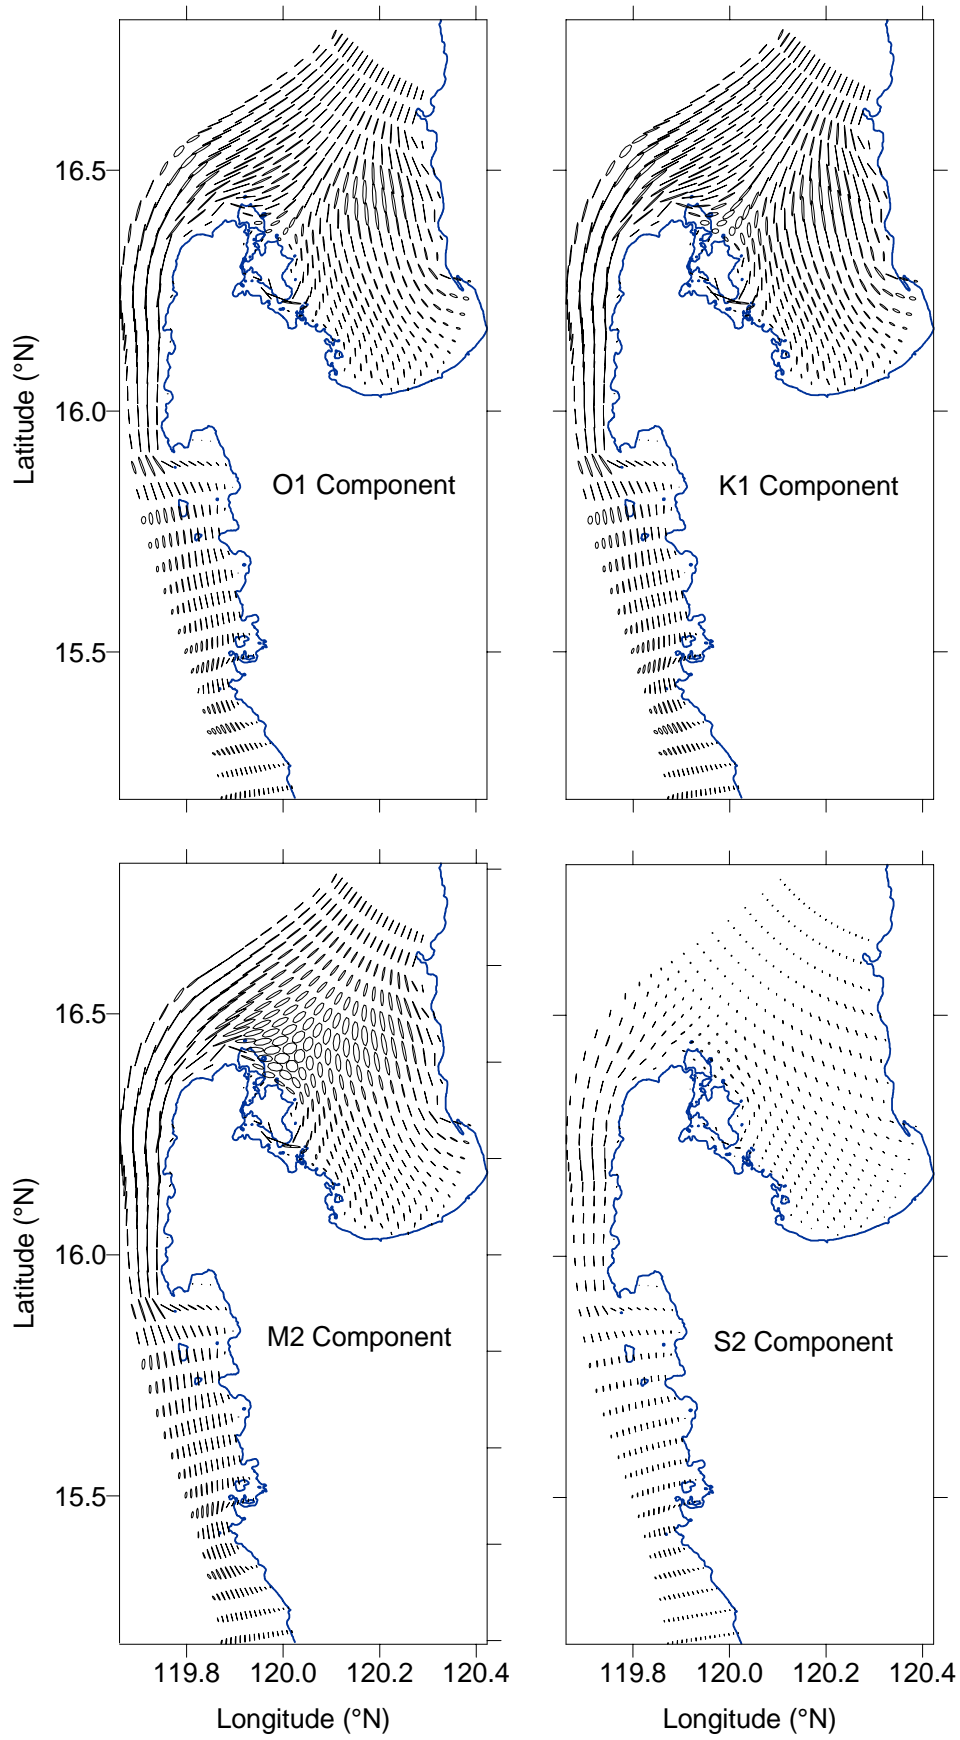 16.5
16.0
15.5
Latitude (°N)
O1 Component
K1 Component
16.5
16.0
15.5
Latitude (°N)
M2 Component
S2 Component
119.8 120.0 120.2 120.4
119.8 120.0 120.2 120.4
Longitude (°N)
Longitude (°N)